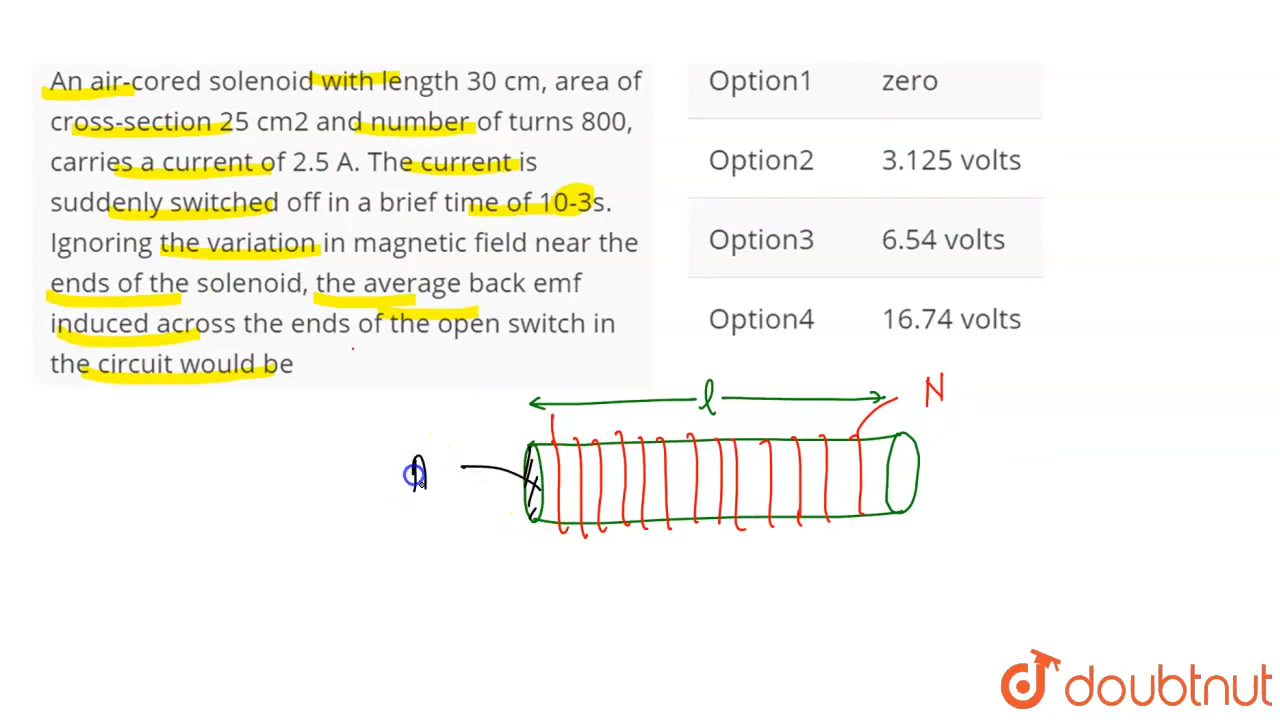 An air-cored solenoid with length 30 cm, area of
cross-section 25 cm2 and number of turns 800,
carries a current of 2.5 A. The current is
suddenly switched off in a brief time of 10-3s.
Ignoring the variation in magnetic field near the
ends of the solenoid, the average back emf
induced across the ends of the open switch in
the circuit would be
Option1 zero
Option2 3.125 volts
Option3 6.54 volts
Option4 16.74 volts
l
N
A
doubtnut